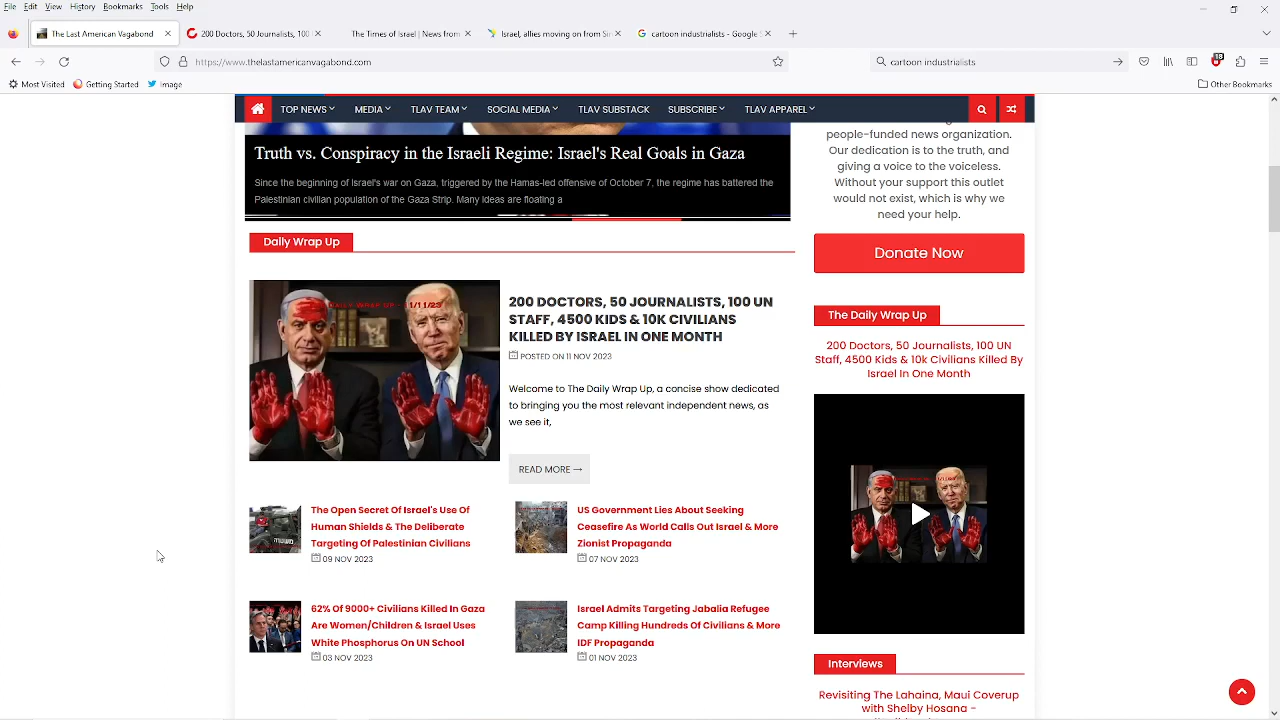 File Edit View History Bookmarks Tools Help
The Last American Vagabond
200 Doctors, 50 Journalists, 100
The Times of Israel | News from
Israel, allies moving on from Sin
cartoon industrialists - Google S
https://www.thelastamericanvagabond.com
cartoon industrialists
Most Visited Getting Started image
Other Bookmarks
TOP NEWS MEDIA TLAV TEAM SOCIAL MEDIA TLAV SUBSTACK SUBSCRIBE TLAV APPAREL
Truth vs. Conspiracy in the Israeli Regime: Israel's Real Goals in Gaza
Since the beginning of Israel's war on Gaza, triggered by the Hamas-led offensive of October 7, the regime has battered the
Palestinian civilian population of the Gaza Strip. Many ideas are floating a
Daily Wrap Up
200 DOCTORS, 50 JOURNALISTS, 100 UN
STAFF, 4500 KIDS & 10K CIVILIANS
KILLED BY ISRAEL IN ONE MONTH
POSTED ON 11 NOV 2023
Welcome to The Daily Wrap Up, a concise show dedicated
to bringing you the most relevant independent news, as
we see it,
READ MORE →
The Open Secret Of Israel's Use Of
Human Shields & The Deliberate
Targeting Of Palestinian Civilians
09 NOV 2023
US Government Lies About Seeking
Ceasefire As World Calls Out Israel & More
Zionist Propaganda
07 NOV 2023
62% Of 9000+ Civilians Killed In Gaza
Are Women/Children & Israel Uses
White Phosphorus On UN School
03 NOV 2023
Israel Admits Targeting Jabalia Refugee
Camp Killing Hundreds Of Civilians & More
IDF Propaganda
01 NOV 2023
people-funded news organization.
Our dedication is to the truth, and
giving a voice to the voiceless.
Without your support this outlet
would not exist, which is why we
need your help.
Donate Now
The Daily Wrap Up
200 Doctors, 50 Journalists, 100 UN
Staff, 4500 Kids & 10k Civilians Killed By
Israel In One Month
Interviews
Revisiting The Lahaina, Maui Coverup
with Shelby Hosana -